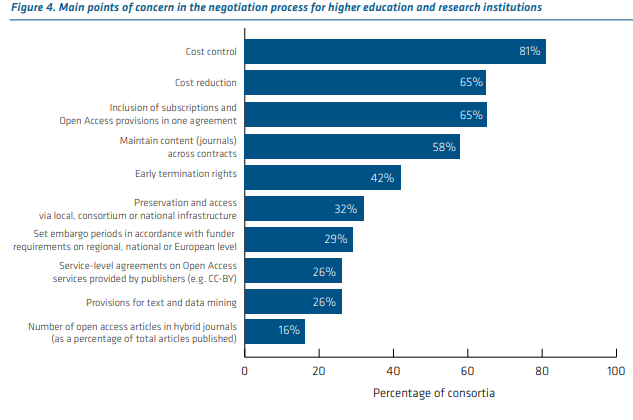 Figure 4. Main points of concern in the negotiation process for higher education and research institutions
Cost control
81%
Cost reduction
65%
Inclusion of subscriptions and
Open Access provisions in one agreement
65%
Maintain content (journals)
across contracts
58%
Early termination rights
42%
Preservation and access
via local, consortium or national infrastructure
32%
Set embargo periods in accordance with funder
requirements on regional, national or European level
29%
Service-level agreements on Open Access
services provided by publishers (e.g. CC-BY)
26%
Provisions for text and data mining
26%
Number of open access articles in hybrid journals
(as a percentage of total articles published)
16%
0 20 40 60 80 100
Percentage of consortia